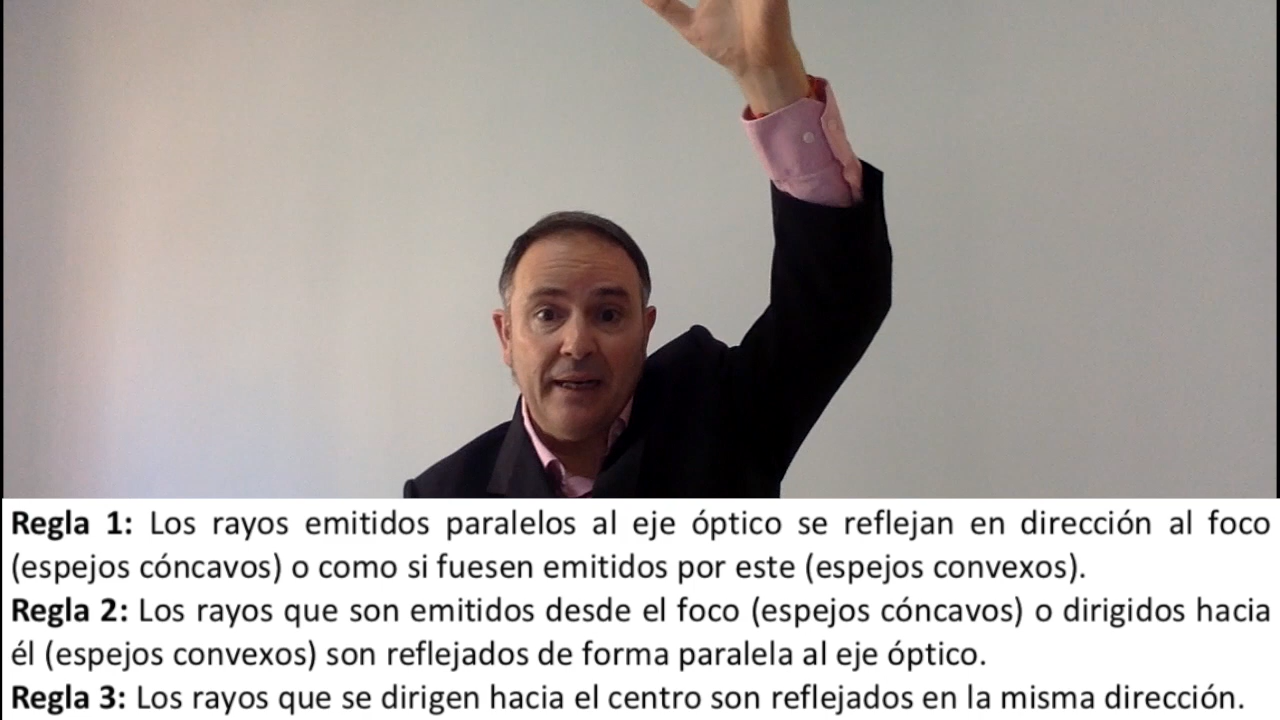 Regla 1: Los rayos emitidos paralelos al eje óptico se reflejan en dirección al foco
(espejos cóncavos) o como si fuesen emitidos por este (espejos convexos).
Regla 2: Los rayos que son emitidos desde el foco (espejos cóncavos) o dirigidos hacia
él (espejos convexos) son reflejados de forma paralela al eje óptico.
Regla 3: Los rayos que se dirigen hacia el centro son reflejados en la misma dirección.